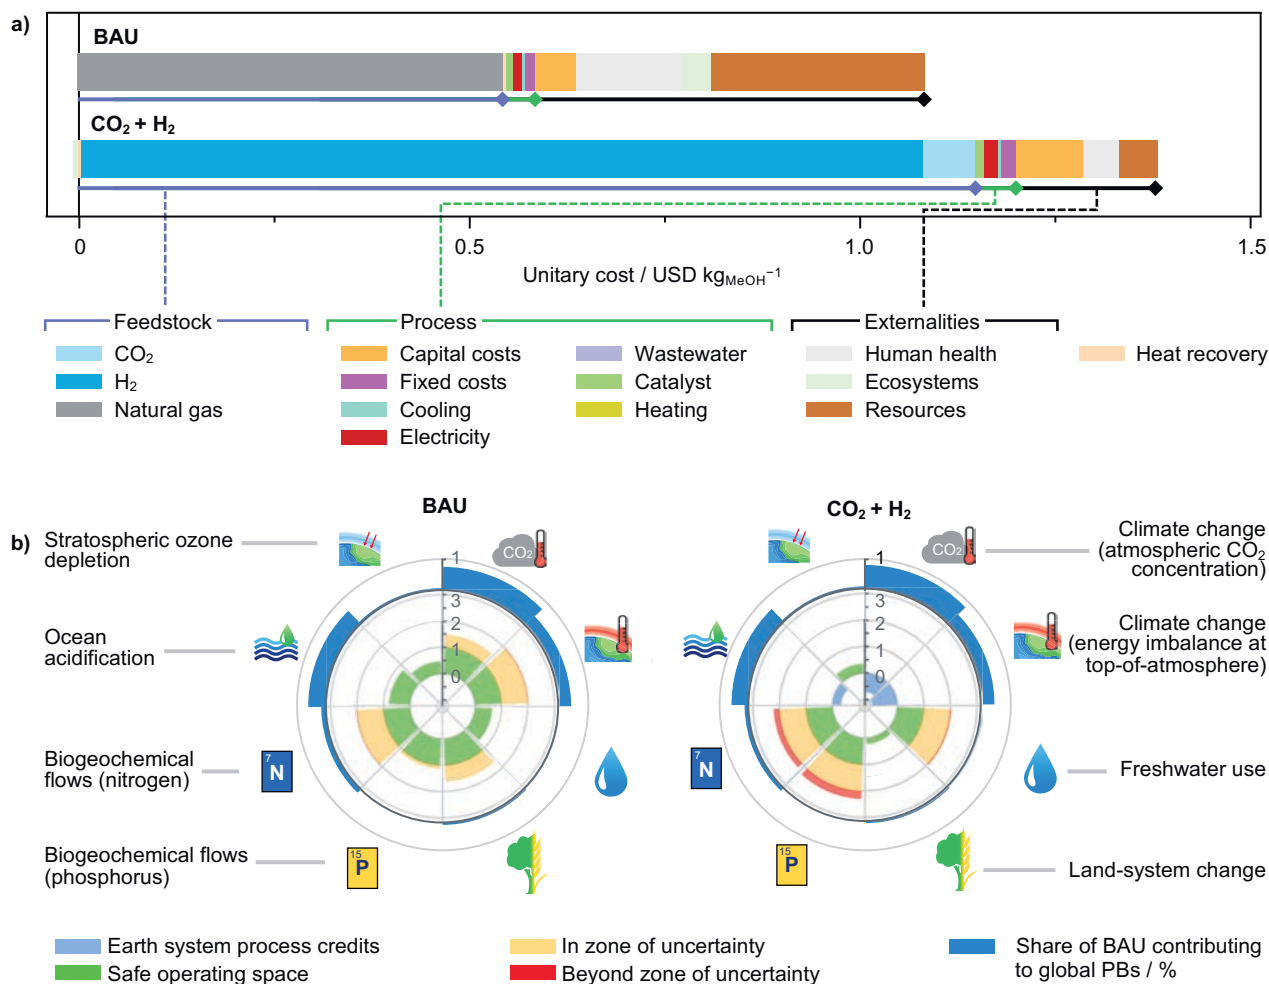 a)
BAU
CO₂ + H₂
0
0.5
1.0
1.5
Unitary cost / USD kg_MeOH⁻¹
Feedstock
CO₂
H₂
Natural gas
Process
Capital costs
Fixed costs
Cooling
Electricity
Wastewater
Catalyst
Heating
Externalities
Human health
Ecosystems
Resources
Heat recovery
b)
BAU
CO₂ + H₂
Stratospheric ozone
depletion
Ocean
acidification
Biogeochemical
flows (nitrogen)
Biogeochemical flows
(phosphorus)
CO₂
7
N
15
P
1
3
2
1
0
CO₂
7
N
15
P
1
3
2
1
0
Climate change
(atmospheric CO₂
concentration)
Climate change
(energy imbalance at
top-of-atmosphere)
Freshwater use
Land-system change
Earth system process credits
Safe operating space
In zone of uncertainty
Beyond zone of uncertainty
Share of BAU contributing
to global PBs / %